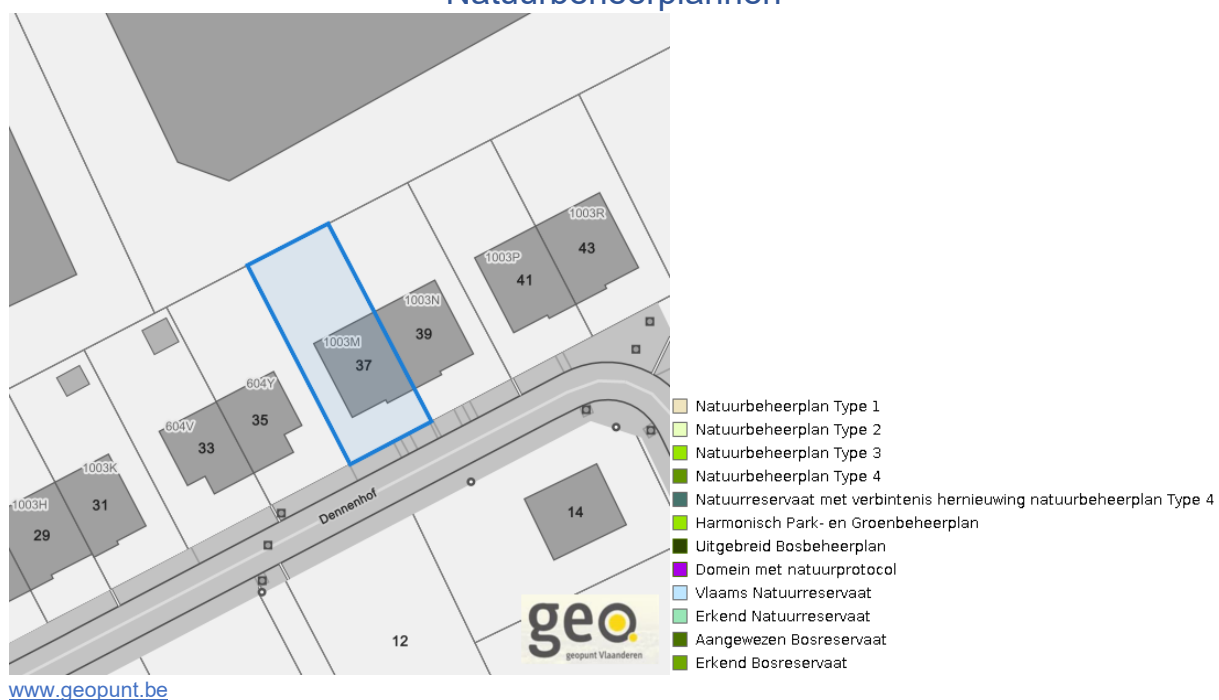 Natuurbeheerplannen
1003R
43
1003P
41
1003N
39
1003M
37
604Y
35
604V
33
1003K
31
1003H
29
Dennenhof
14
12
geo
geopunt Vlaanderen
Natuurbeheerplan Type 1
Natuurbeheerplan Type 2
Natuurbeheerplan Type 3
Natuurbeheerplan Type 4
Natuurreservaat met verbintenis hernieuwing natuurbeheerplan Type 4
Harmonisch Park- en Groenbeheerplan
Uitgebreid Bosbeheerplan
Domein met natuurprotocol
Vlaams Natuurreservaat
Erkend Natuurreservaat
Aangewezen Bosreservaat
Erkend Bosreservaat
www.geopunt.be